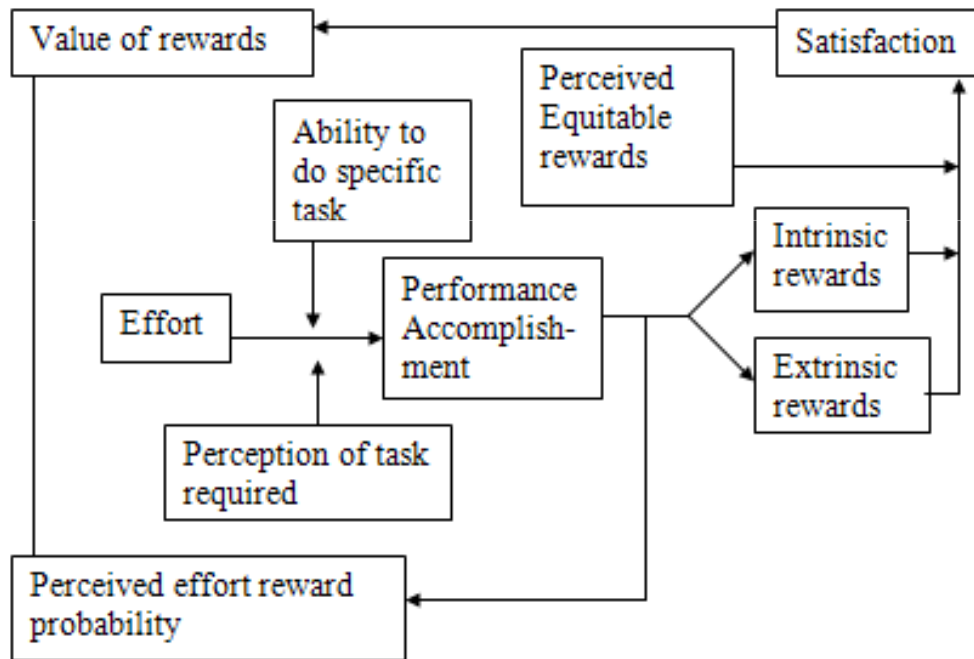 Value of rewards
Satisfaction
Perceived
Equitable
rewards
Ability to
do specific
task
Intrinsic
rewards
Effort
Performance
Accomplish-
ment
Extrinsic
rewards
Perception of task
required
Perceived effort reward
probability